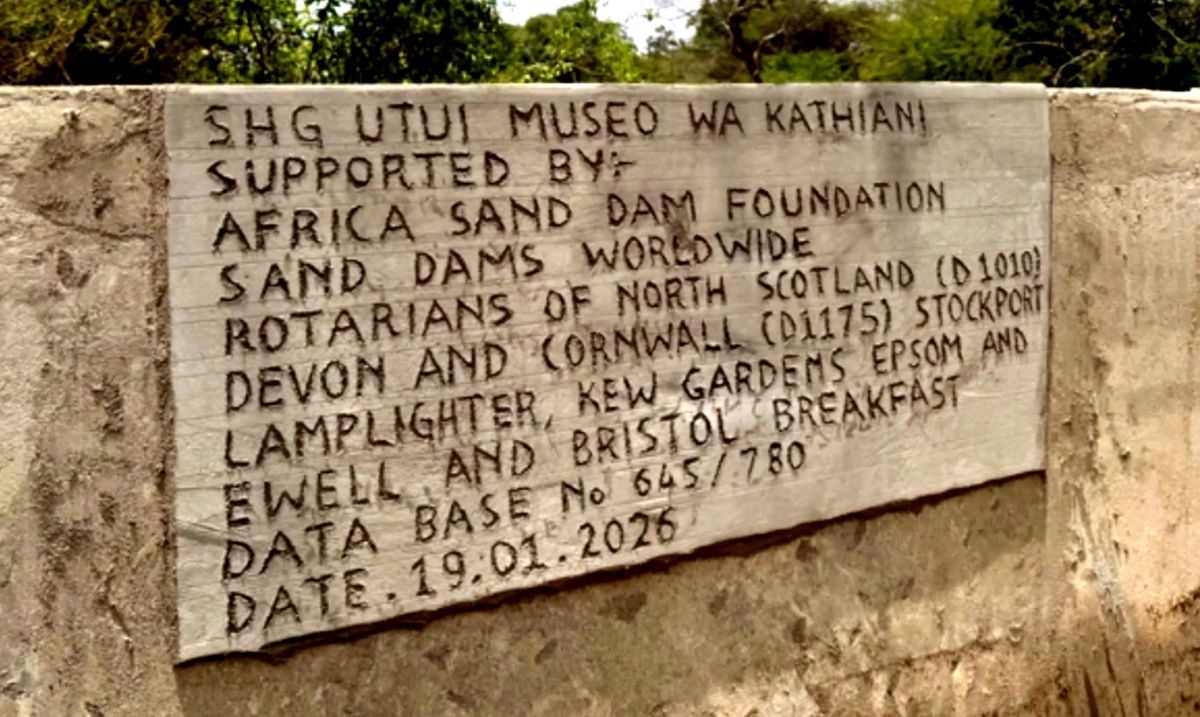 SHG UTUI MUSEO WA KATHIANI
SUPPORTED BY:-
AFRICA SAND DAM FOUNDATION
SAND DAMS WORLDWIDE
ROTARIANS OF NORTH SCOTLAND (D1010)
DEVON AND CORNWALL (D1175) STOCKPORT
LAMPLIGHTER, KEW GARDENS EPSOM AND
EWELL AND BRISTOL BREAKFAST
DATA BASE No 645/780
DATE. 19.01.2026